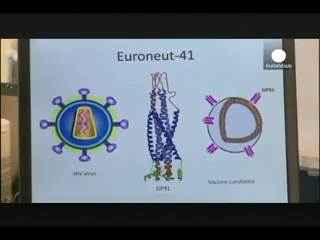 Euroneut-41
euronews
GP41
HIV virus
GP41
Vaccine candidate